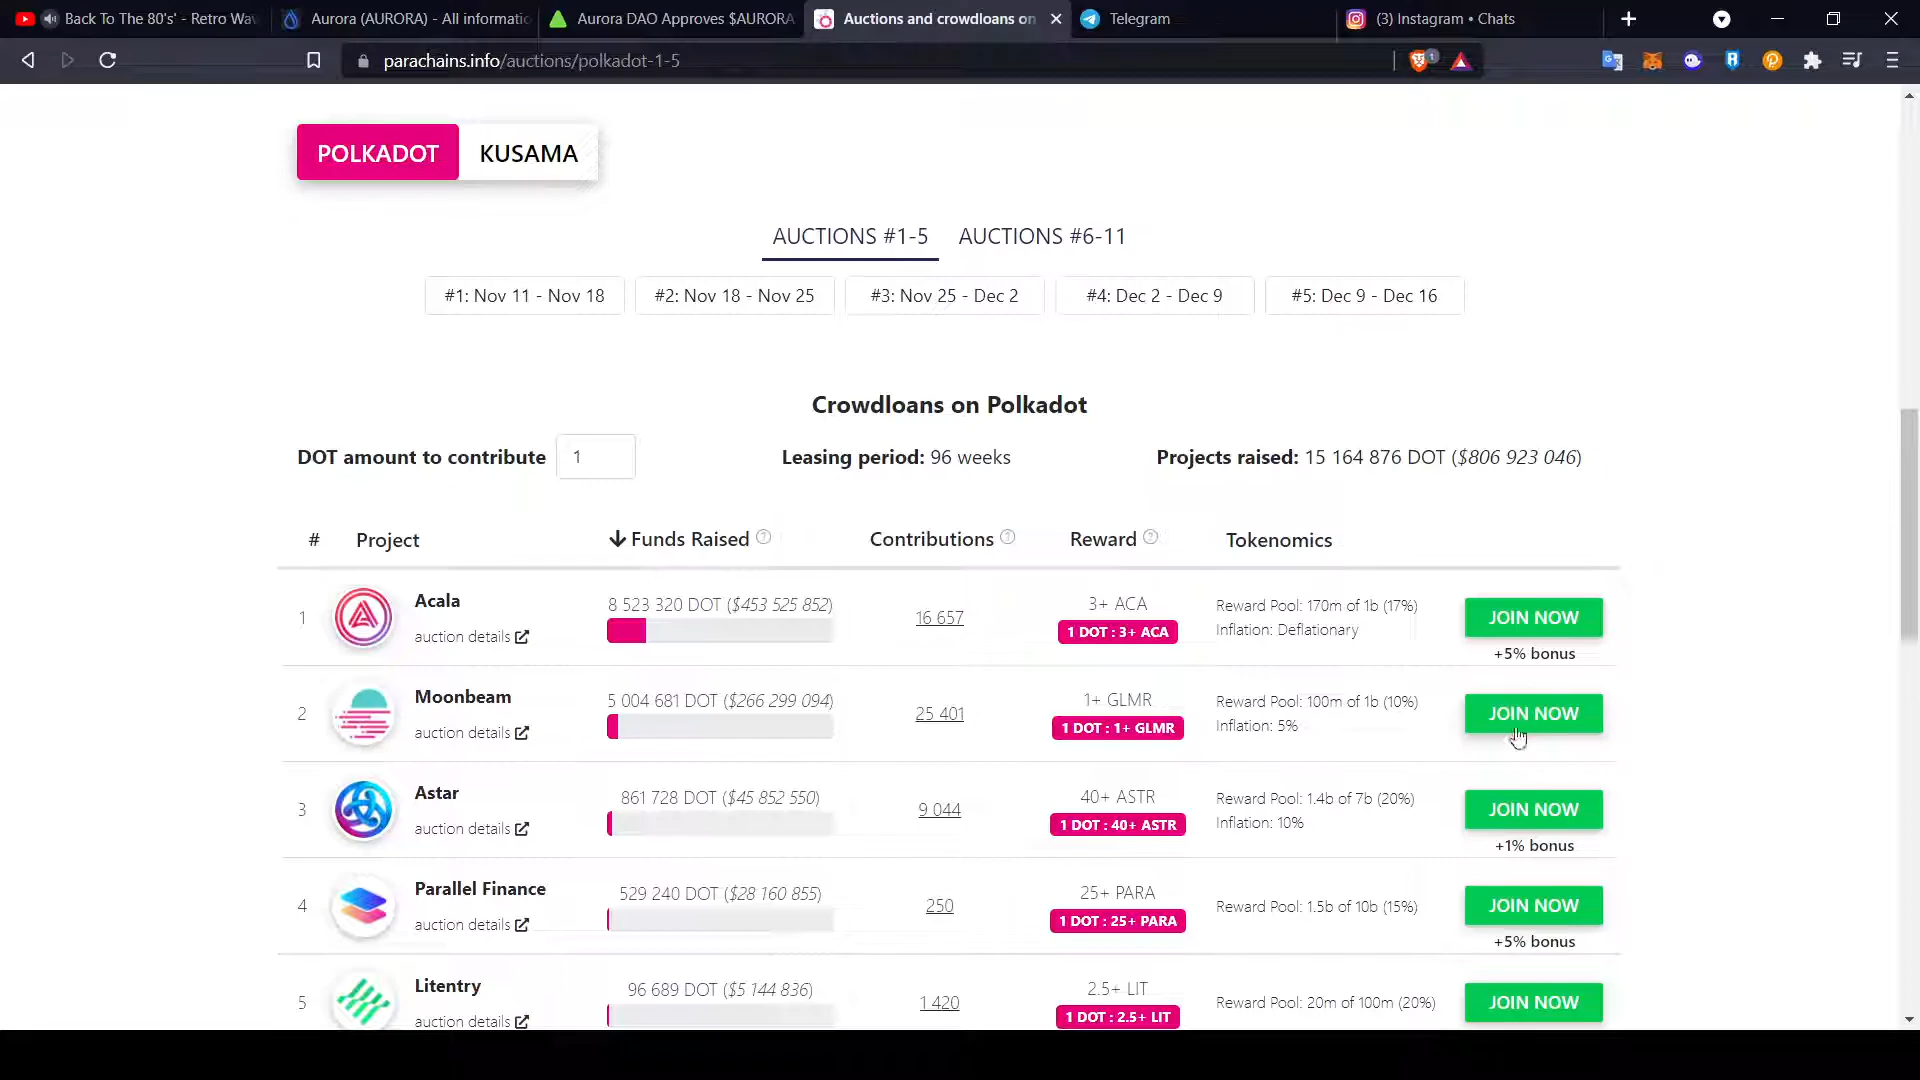 Back To The 80's' - Retro Wav
Aurora (AURORA) - All informatio
Aurora DAO Approves $AURORA
Auctions and crowdloans on
Telegram
(3) Instagram • Chats
parachains.info/auctions/polkadot-1-5
1
POLKADOT
KUSAMA
AUCTIONS #1-5
AUCTIONS #6-11
#1: Nov 11 - Nov 18
#2: Nov 18 - Nov 25
#3: Nov 25 - Dec 2
#4: Dec 2 - Dec 9
#5: Dec 9 - Dec 16
Crowdloans on Polkadot
DOT amount to contribute 1
Leasing period: 96 weeks
Projects raised: 15 164 876 DOT ($806 923 046)
# Project Funds Raised ? Contributions ? Reward ? Tokenomics
1
Acala
auction details
8 523 320 DOT ($453 525 852)
16 657
3+ ACA
1 DOT : 3+ ACA
Reward Pool: 170m of 1b (17%)
Inflation: Deflationary
JOIN NOW
+5% bonus
2
Moonbeam
auction details
5 004 681 DOT ($266 299 094)
25 401
1+ GLMR
1 DOT : 1+ GLMR
Reward Pool: 100m of 1b (10%)
Inflation: 5%
JOIN NOW
3
Astar
auction details
861 728 DOT ($45 852 550)
9 044
40+ ASTR
1 DOT : 40+ ASTR
Reward Pool: 1.4b of 7b (20%)
Inflation: 10%
JOIN NOW
+1% bonus
4
Parallel Finance
auction details
529 240 DOT ($28 160 855)
250
25+ PARA
1 DOT : 25+ PARA
Reward Pool: 1.5b of 10b (15%)
JOIN NOW
+5% bonus
5
Litentry
auction details
96 689 DOT ($5 144 836)
1 420
2.5+ LIT
1 DOT : 2.5+ LIT
Reward Pool: 20m of 100m (20%)
JOIN NOW